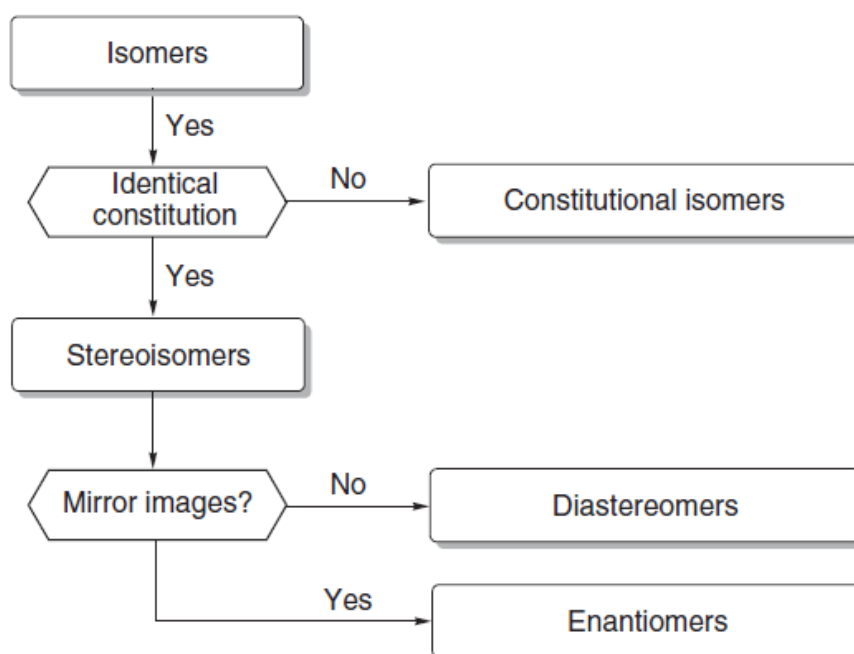 Isomers
Yes
Identical
constitution
No
Constitutional isomers
Yes
Stereoisomers
Mirror images?
No
Diastereomers
Yes
Enantiomers